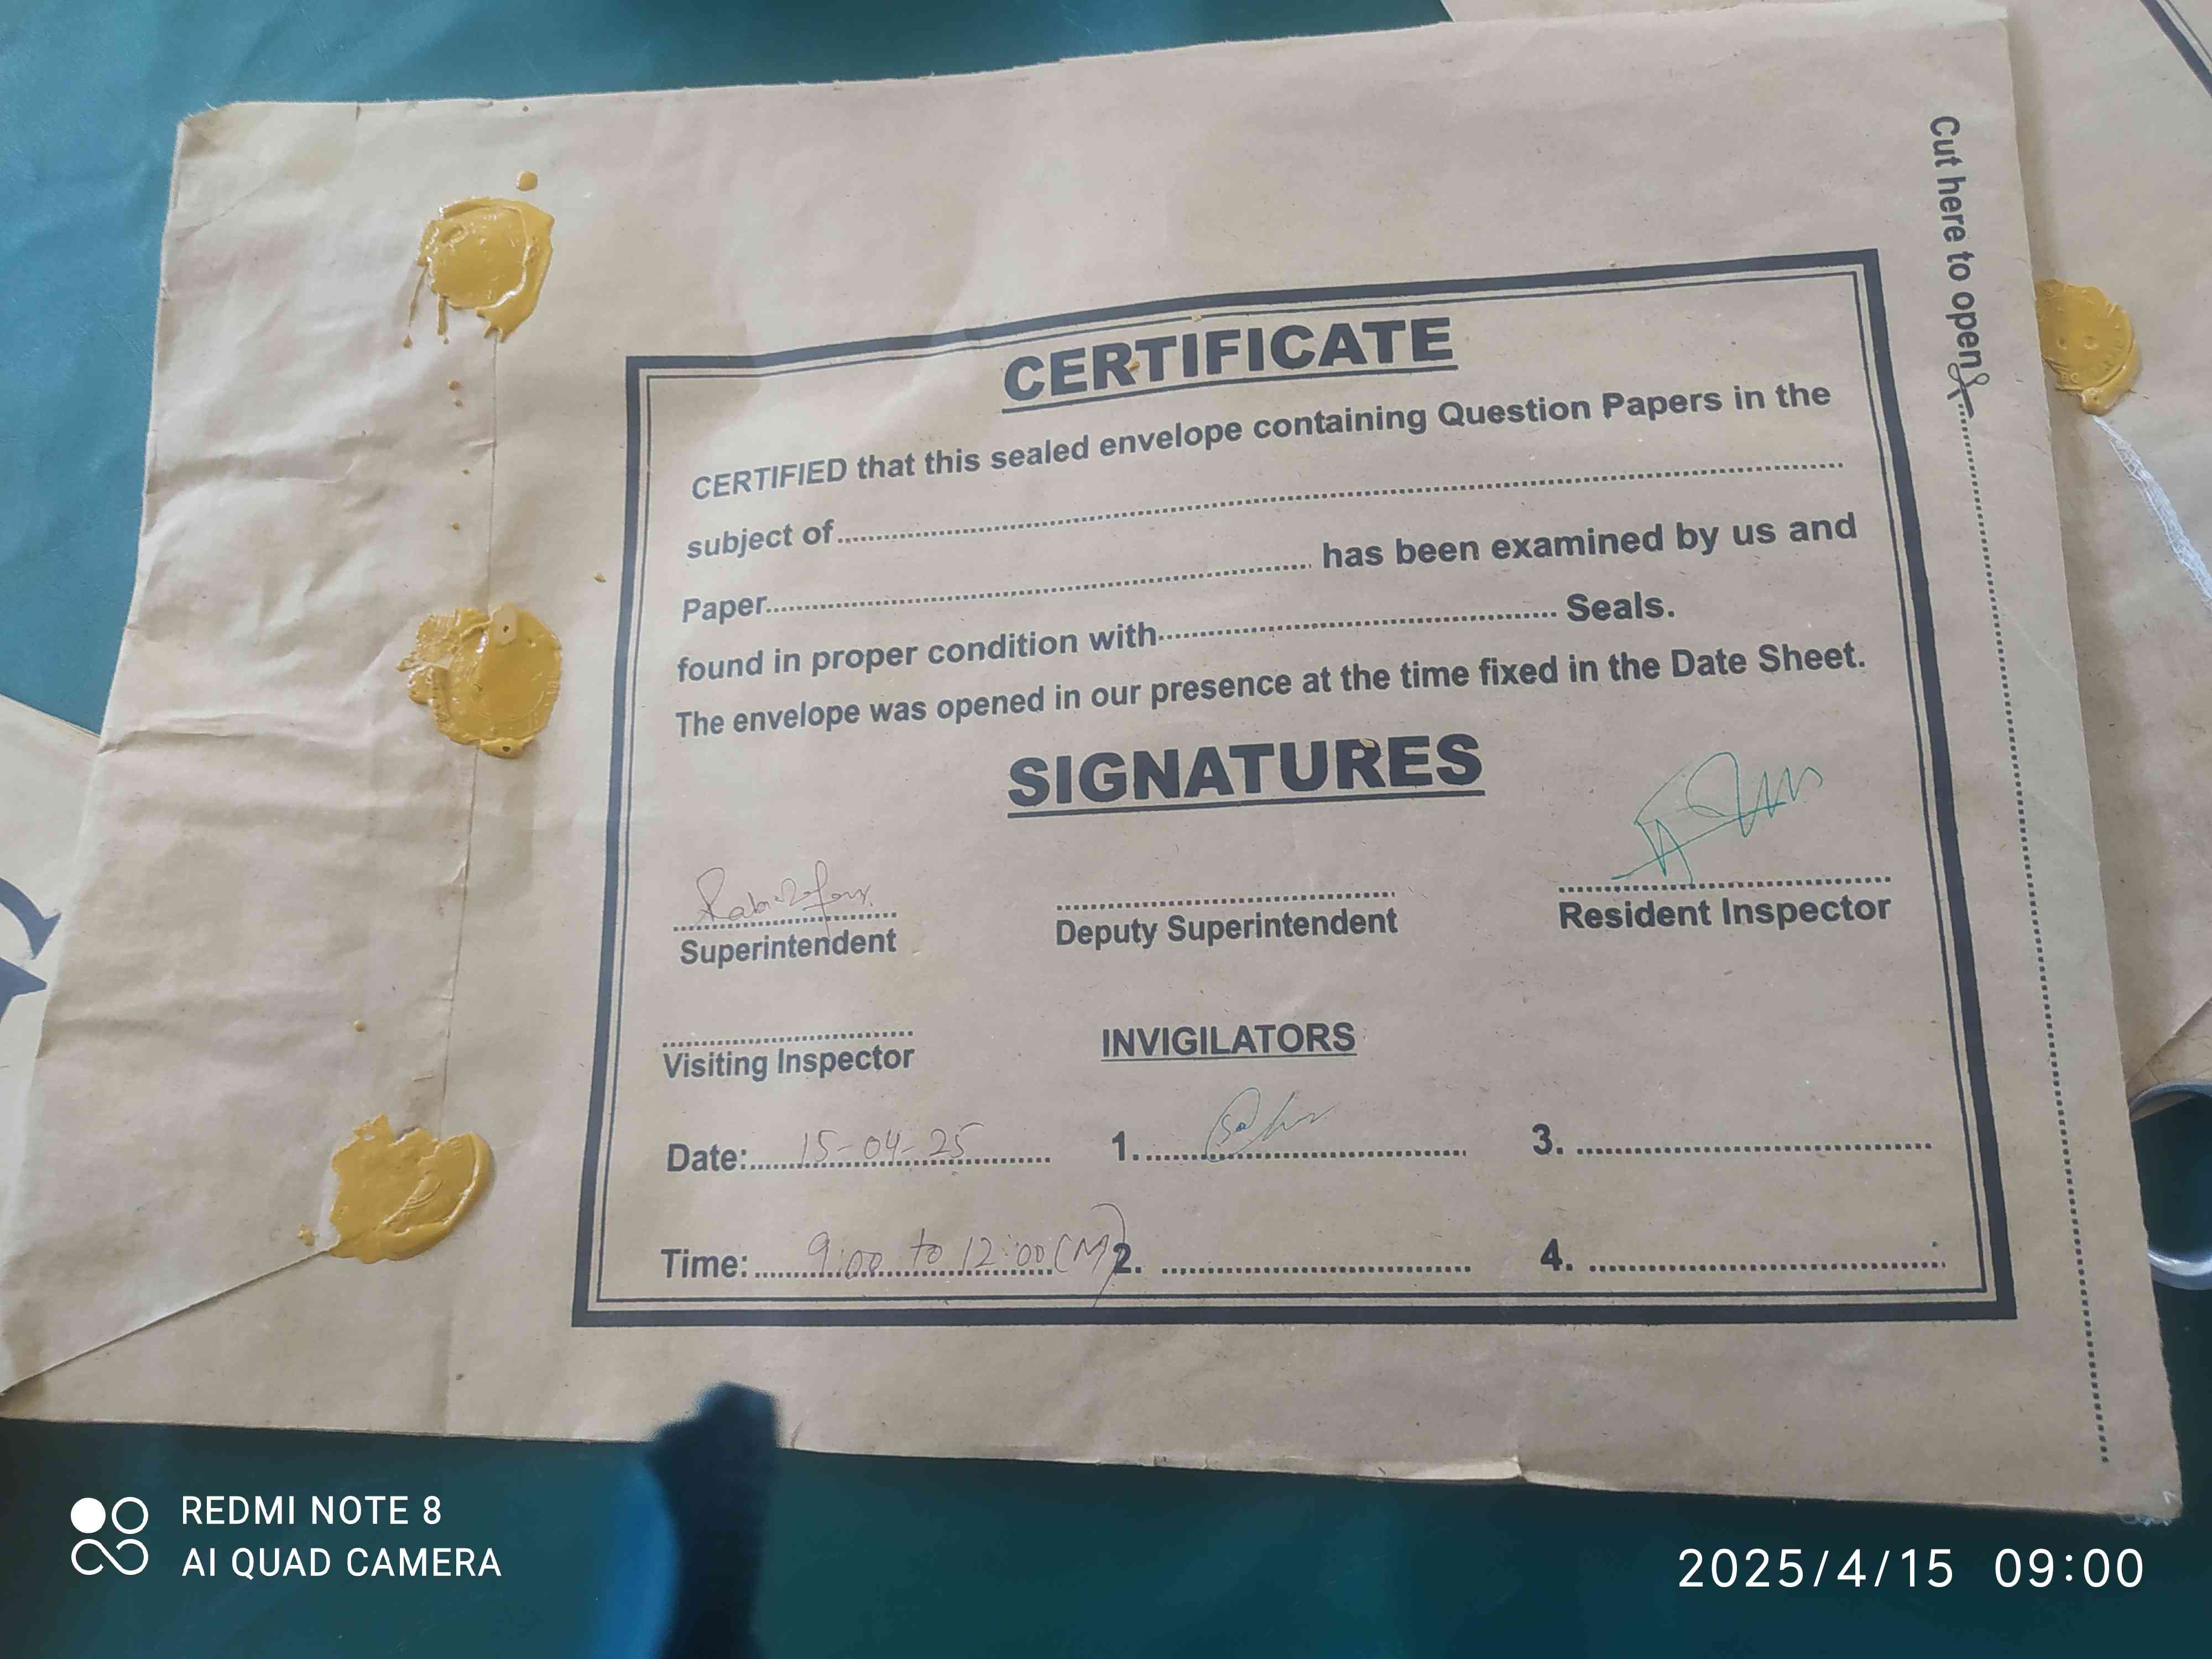 Cut here to open
CERTIFICATE
CERTIFIED that this sealed envelope containing Question Papers in the
subject of
Paper has been examined by us and
found in proper condition with Seals.
The envelope was opened in our presence at the time fixed in the Date Sheet.
SIGNATURES
Superintendent Deputy Superintendent Resident Inspector
Visiting Inspector INVIGILATORS
Date: 15-04-25 1. 3.
Time: 9:00 to 12:00 (M) 2. 4.
REDMI NOTE 8
AI QUAD CAMERA
2025/4/15 09:00